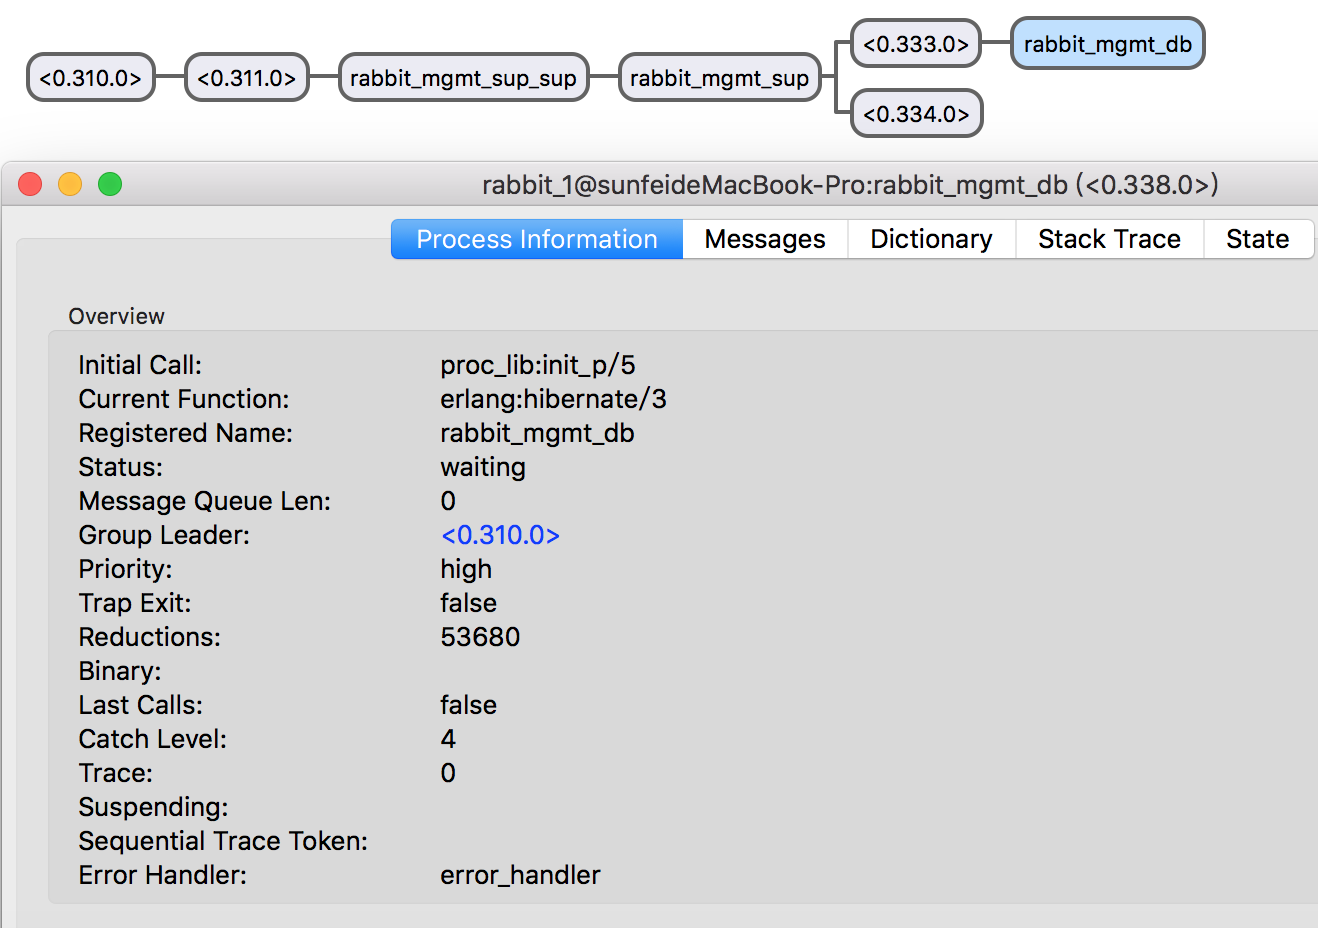 <0.310.0>
<0.311.0>
rabbit_mgmt_sup_sup
rabbit_mgmt_sup
<0.333.0>
rabbit_mgmt_db
<0.334.0>
rabbit_1@sunfeideMacBook-Pro:rabbit_mgmt_db (<0.338.0>)
Process Information Messages Dictionary Stack Trace State
Overview
Initial Call: proc_lib:init_p/5
Current Function: erlang:hibernate/3
Registered Name: rabbit_mgmt_db
Status: waiting
Message Queue Len: 0
Group Leader: <0.310.0>
Priority: high
Trap Exit: false
Reductions: 53680
Binary:
Last Calls: false
Catch Level: 4
Trace: 0
Suspending:
Sequential Trace Token:
Error Handler: error_handler